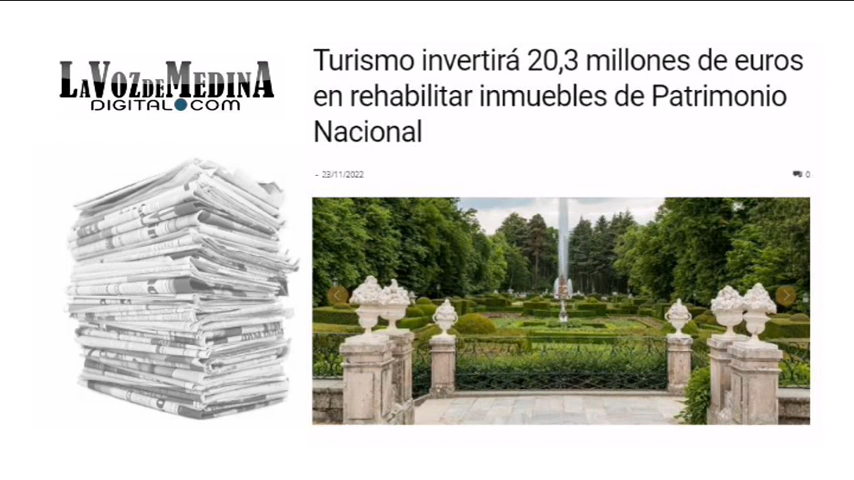 LAVOZDEMEDINA
DIGITAL.COM
Turismo invertirá 20,3 millones de euros
en rehabilitar inmuebles de Patrimonio
Nacional
- 23/11/2022
0